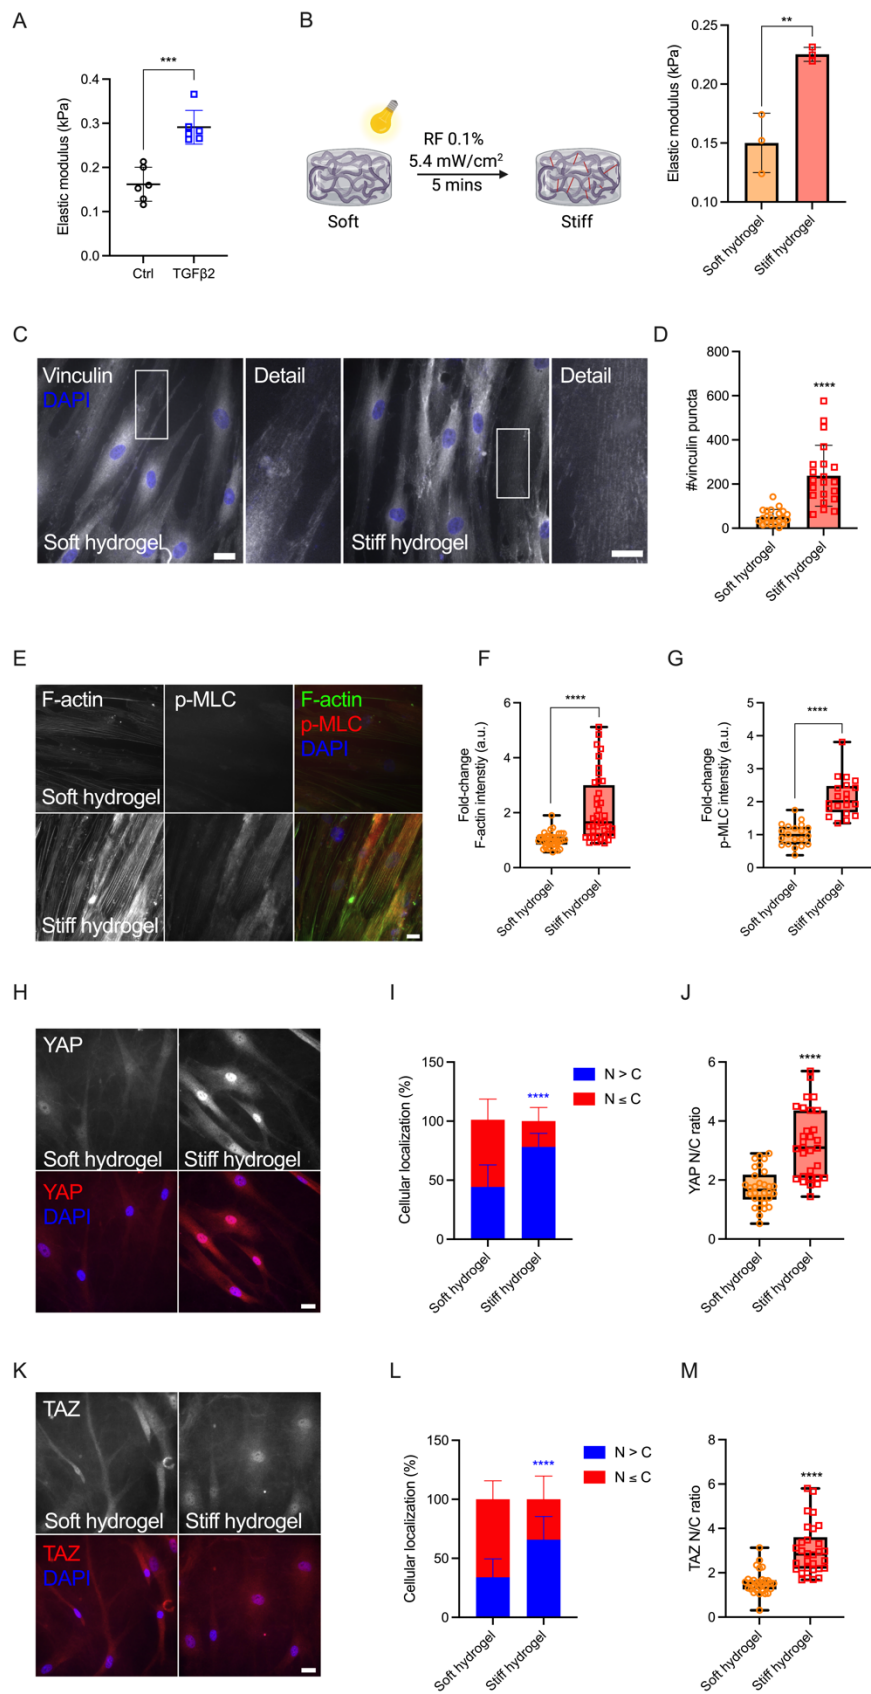 A
Elastic modulus (kPa)
0.4
0.3
0.2
0.1
0.0
***
Ctrl
TGFβ2
B
RF 0.1%
5.4 mW/cm²
5 mins
Soft
Stiff
Elastic modulus (kPa)
0.25
0.20
0.15
0.10
**
Soft hydrogel
Stiff hydrogel
C
Vinculin
DAPI
Soft hydrogel
Detail
Stiff hydrogel
Detail
D
#vinculin puncta
800
600
400
200
0
****
Soft hydrogel
Stiff hydrogel
E
F-actin
p-MLC
F-actin
p-MLC
DAPI
Soft hydrogel
Stiff hydrogel
F
Fold-change
F-actin intenstiy (a.u.)
6
4
2
0
****
Soft hydrogel
Stiff hydrogel
G
Fold-change
p-MLC intensity (a.u.)
5
4
3
2
1
0
****
Soft hydrogel
Stiff hydrogel
H
YAP
Soft hydrogel
Stiff hydrogel
YAP
DAPI
I
Cellular localization (%)
150
100
50
0
****
N > C
N ≤ C
Soft hydrogel
Stiff hydrogel
J
YAP N/C ratio
6
4
2
0
****
Soft hydrogel
Stiff hydrogel
K
TAZ
Soft hydrogel
Stiff hydrogel
TAZ
DAPI
L
Cellular localization (%)
150
100
50
0
****
N > C
N ≤ C
Soft hydrogel
Stiff hydrogel
M
TAZ N/C ratio
8
6
4
2
0
****
Soft hydrogel
Stiff hydrogel